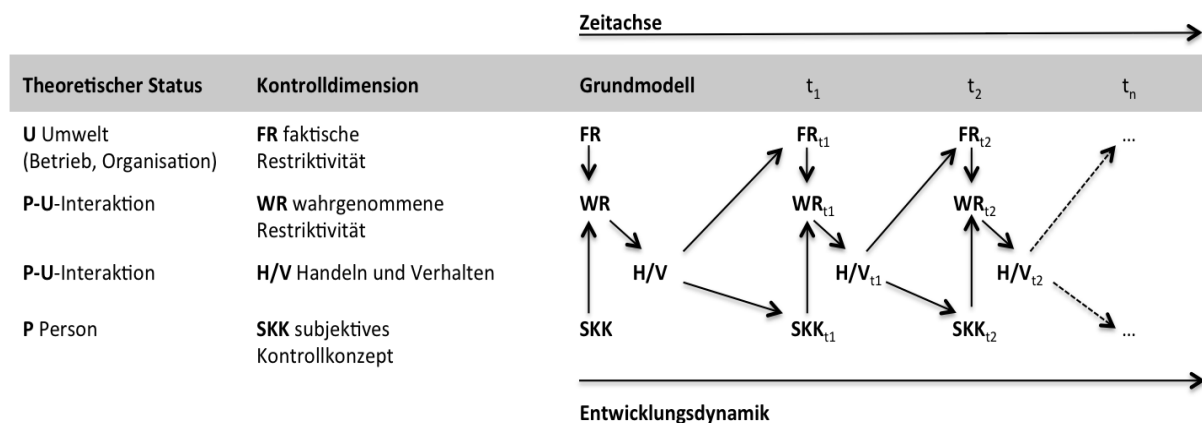 Zeitachse
Theoretischer Status Kontrolldimension Grundmodell t1 t2 tn
U Umwelt FR faktische FR FRt1 FRt2 ...
(Betrieb, Organisation) Restriktivität
P-U-Interaktion WR wahrgenommene WR WRt1 WRt2
Restriktivität
P-U-Interaktion H/V Handeln und Verhalten H/V H/Vt1 H/Vt2
P Person SKK subjektives SKK SKKt1 SKKt2 ...
Kontrollkonzept
Entwicklungsdynamik